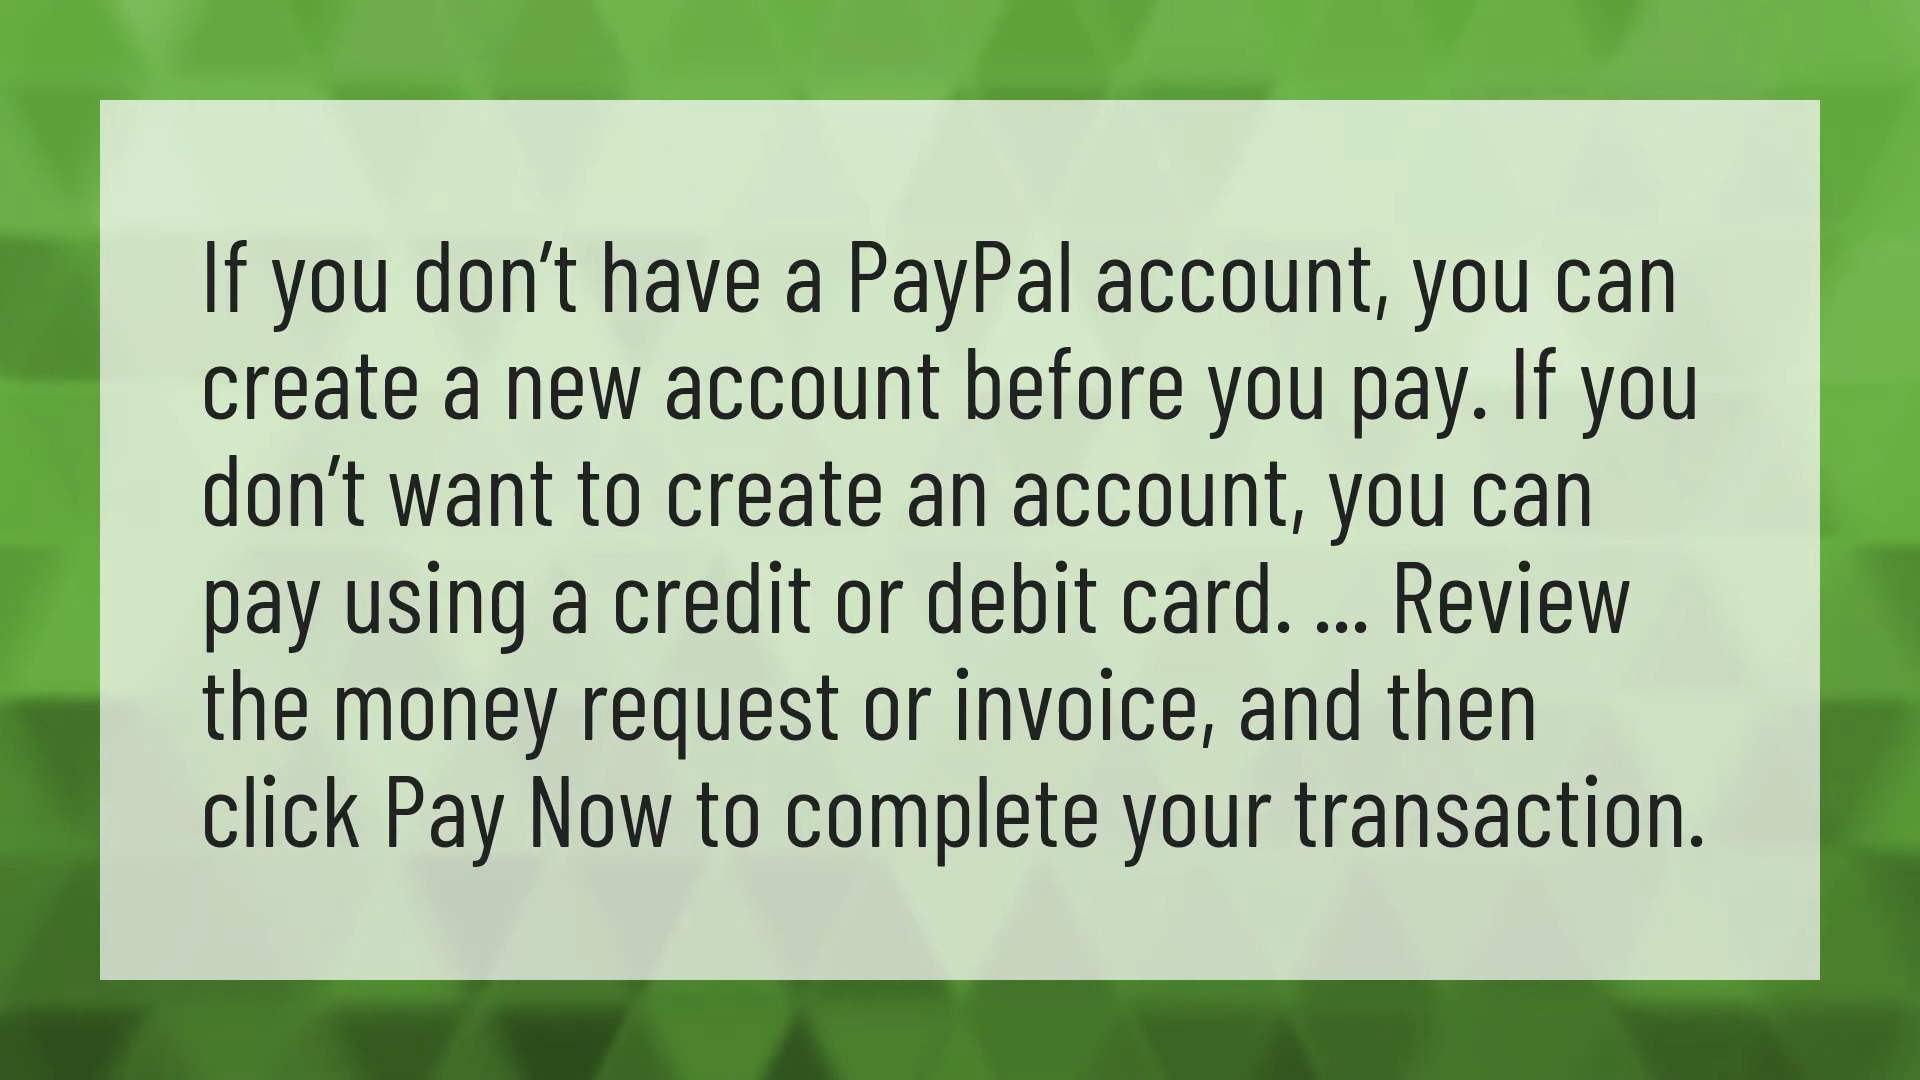 If you don’t have a PayPal account, you can
create a new account before you pay. If you
don’t want to create an account, you can
pay using a credit or debit card. ... Review
the money request or invoice, and then
click Pay Now to complete your transaction.